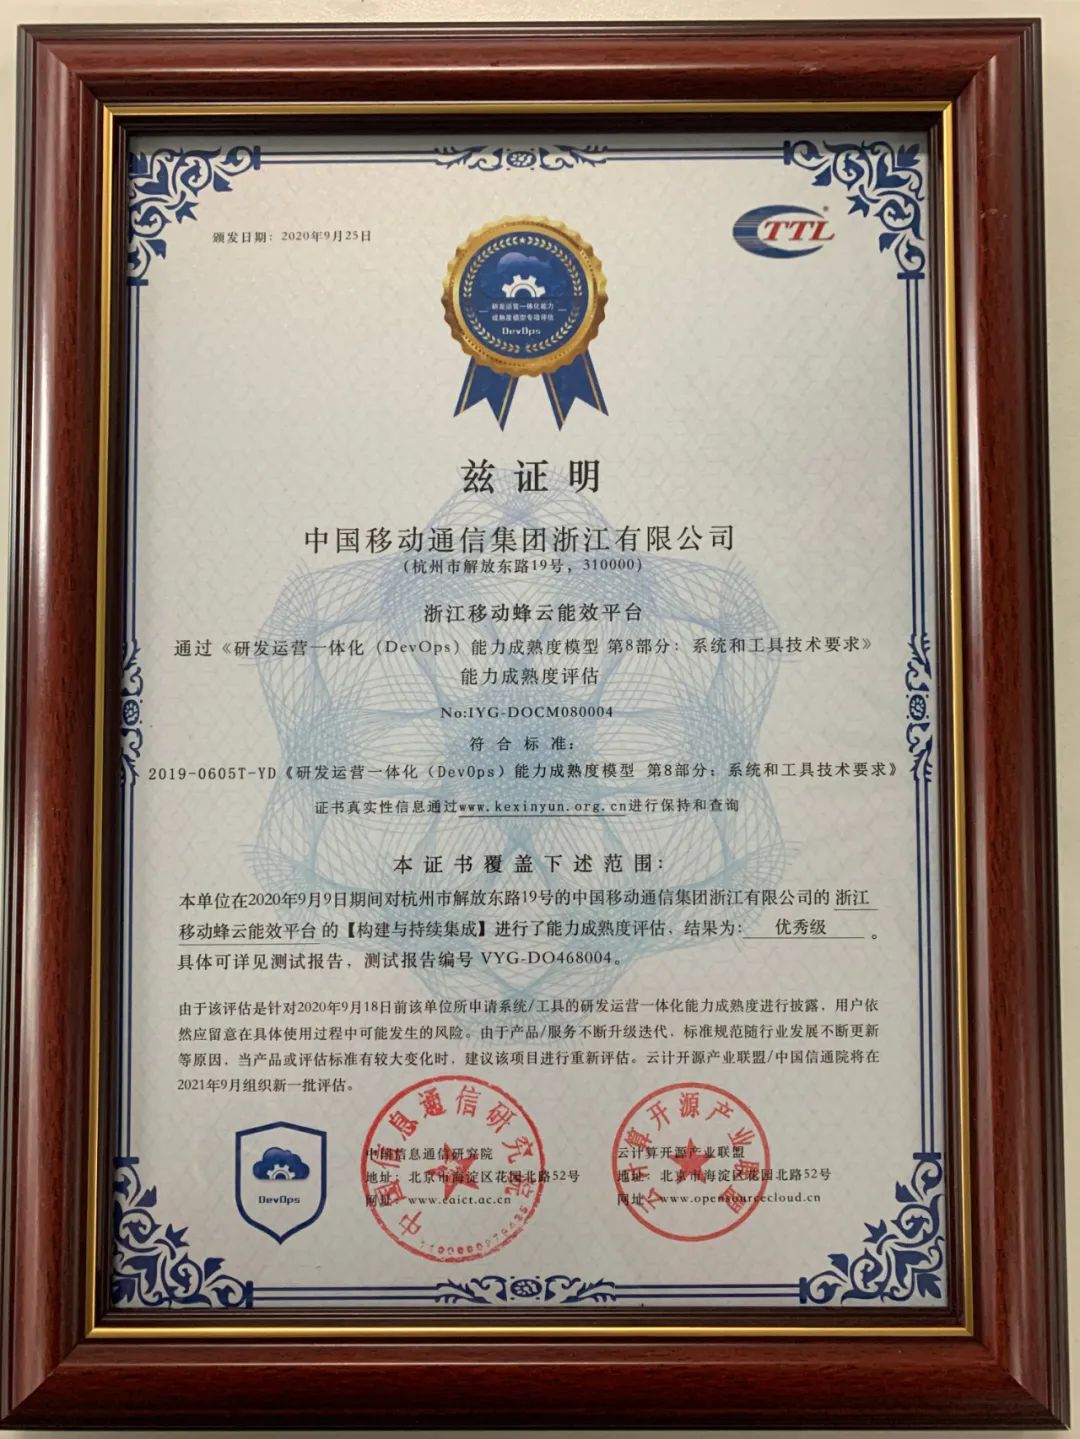 颁发日期：2020年9月25日
TTL
研发运营一体化能力
成熟度模型专项评估
DevOps
兹证明
中国移动通信集团浙江有限公司
（杭州市解放东路19号，310000）
浙江移动蜂云能效平台
通过《研发运营一体化（DevOps）能力成熟度模型 第8部分：系统和工具技术要求》
能力成熟度评估
No:IYG-DOCM080004
符合标准：
2019-0605T-YD《研发运营一体化（DevOps）能力成熟度模型 第8部分：系统和工具技术要求》
证书真实性信息通过www.kexinyun.org.cn进行保持和查询
本证书覆盖下述范围：
本单位在2020年9月9日期间对杭州市解放东路19号的中国移动通信集团浙江有限公司的 浙江
移动蜂云能效平台 的【构建与持续集成】进行了能力成熟度评估，结果为： 优秀级 。
具体可详见测试报告，测试报告编号 VYG-DO468004。
由于该评估是针对2020年9月18日前该单位所申请系统/工具的研发运营一体化能力成熟度进行披露，用户依
然应留意在具体使用过程中可能发生的风险。由于产品/服务不断升级迭代，标准规范随行业发展不断更新
等原因，当产品或评估标准有较大变化时，建议该项目进行重新评估。云计开源产业联盟/中国信通院将在
2021年9月组织新一批评估。
DevOps
中国信息通信研究院
中国信息通信研究院
地址：北京市海淀区花园北路52号
网址：www.caict.ac.cn
云计算开源产业联盟
云计算开源产业联盟
地址：北京市海淀区花园北路52号
网址：www.opensourcecloud.cn